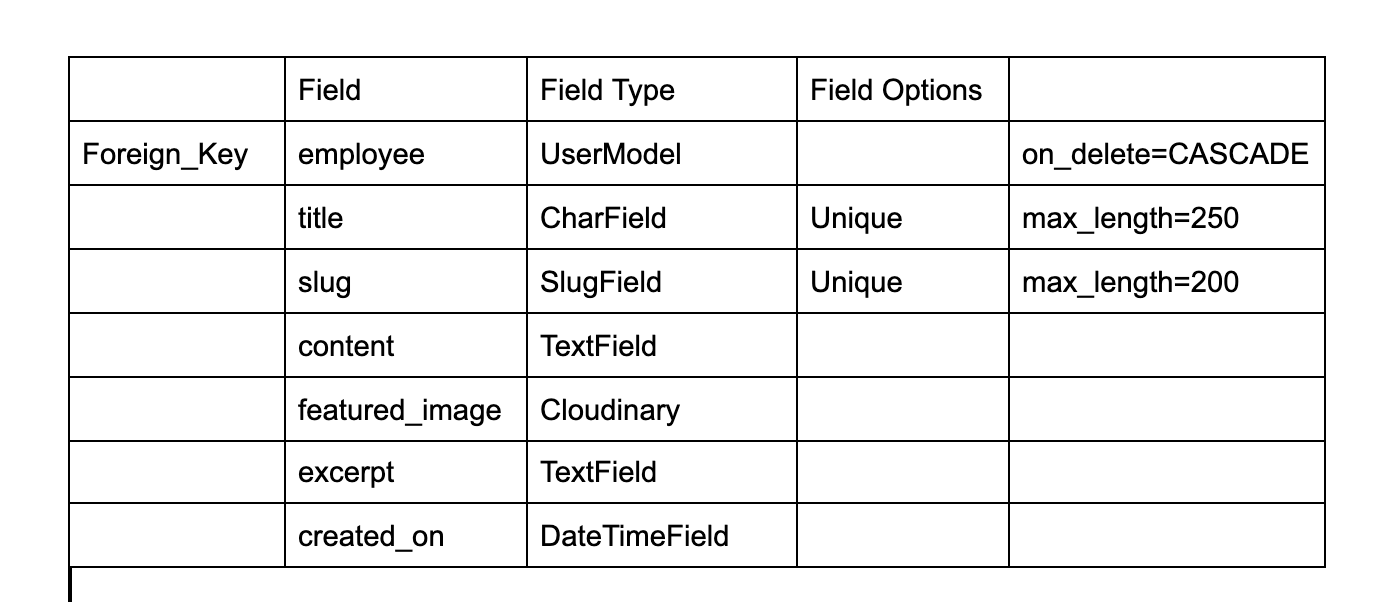 Field Field Type Field Options
Foreign_Key employee UserModel on_delete=CASCADE
title CharField Unique max_length=250
slug SlugField Unique max_length=200
content TextField
featured_image Cloudinary
excerpt TextField
created_on DateTimeField